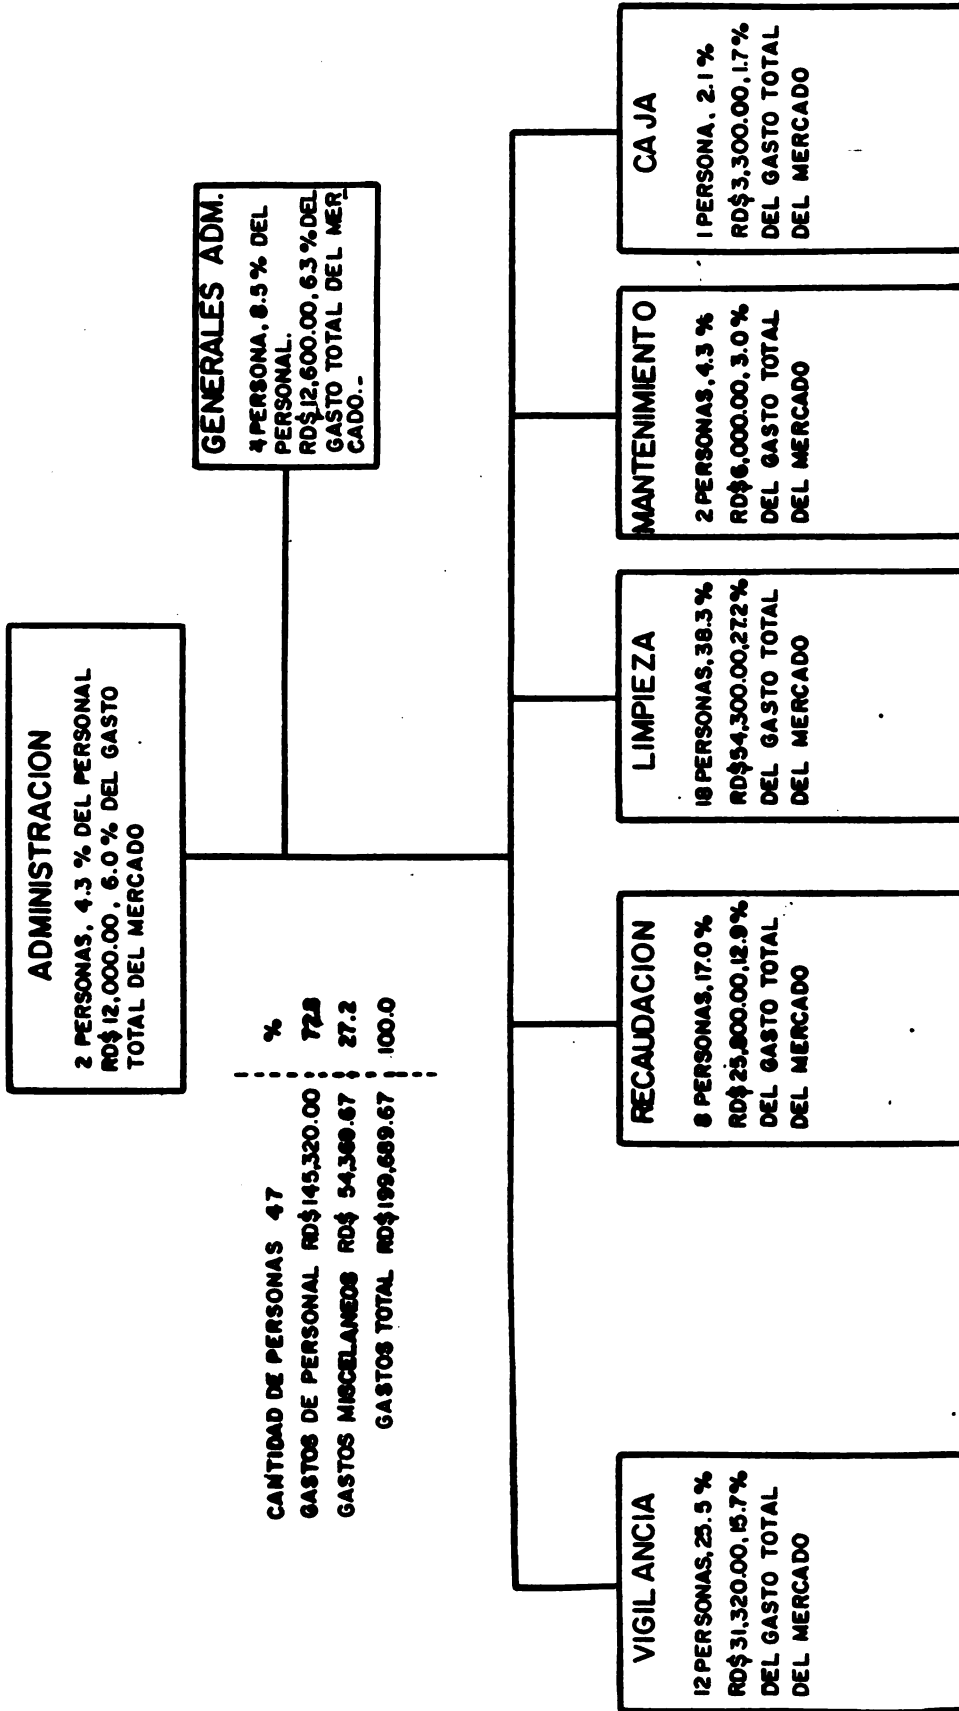 ADMINISTRACION
2 PERSONAS, 4.3 % DEL PERSONAL
RD$ 12,000.00, 6.0 % DEL GASTO
TOTAL DEL MERCADO
GENERALES ADM.
4 PERSONA, 8.5 % DEL
PERSONAL.
RD$ 12,600.00, 6.3 % DEL
GASTO TOTAL DEL MER_
CADO._
CANTIDAD DE PERSONAS 47 %
GASTOS DE PERSONAL RD$ 145,320.00 72.8
GASTOS MISCELANEOS RD$ 54,369.67 27.2
GASTOS TOTAL RD$ 199,689.67 100.0
VIGILANCIA
12 PERSONAS, 25.5 %
RD$ 31,320.00, 15.7%
DEL GASTO TOTAL
DEL MERCADO
RECAUDACION
8 PERSONAS, 17.0 %
RD$ 25,800.00, 12.9%
DEL GASTO TOTAL
DEL MERCADO
LIMPIEZA
18 PERSONAS, 38.3 %
RD$ 54,300.00, 27.2%
DEL GASTO TOTAL
DEL MERCADO
MANTENIMIENTO
2 PERSONAS, 4.3 %
RD$ 6,000.00, 3.0 %
DEL GASTO TOTAL
DEL MERCADO
CAJA
1 PERSONA, 2.1 %
RD$ 3,300.00, 1.7%
DEL GASTO TOTAL
DEL MERCADO